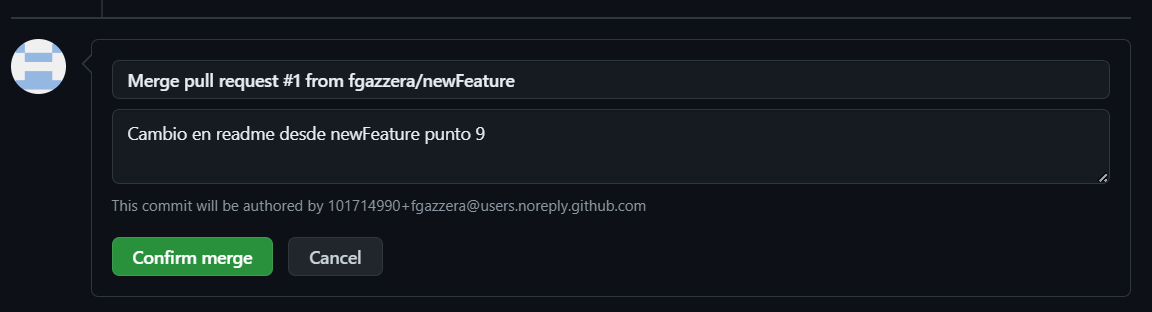 Merge pull request #1 from fgazzera/newFeature
Cambio en readme desde newFeature punto 9
This commit will be authored by 101714990+fgazzera@users.noreply.github.com
Confirm merge
Cancel